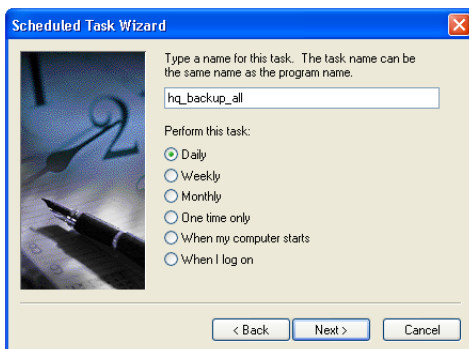 Scheduled Task Wizard
Type a name for this task. The task name can be
the same name as the program name.
hq_backup_all
Perform this task:
Daily
Weekly
Monthly
One time only
When my computer starts
When I log on
< Back
Next >
Cancel